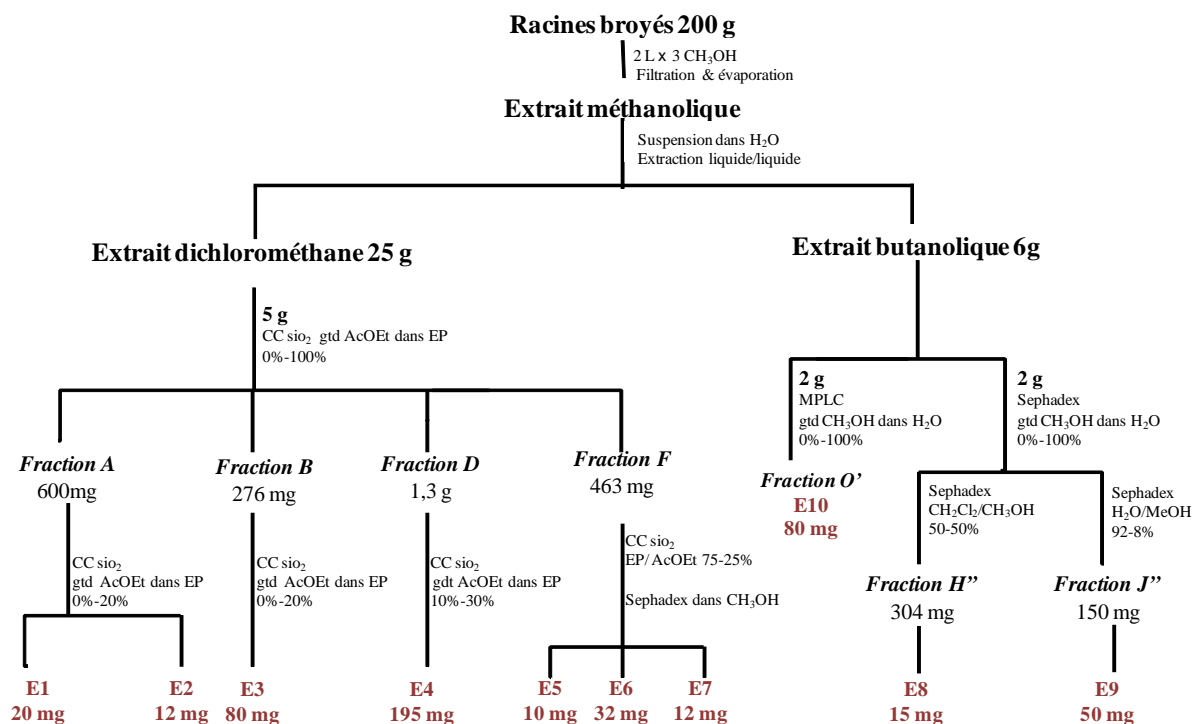 Racines broyés 200 g
2 L x 3 CH₃OH
Filtration & évaporation
Extrait méthanolique
Suspension dans H₂O
Extraction liquide/liquide
Extrait dichlorométhane 25 g
Extrait butanolique 6g
5 g
CC sio₂ gtd AcOEt dans EP
0%-100%
2 g
MPLC
gtd CH₃OH dans H₂O
0%-100%
2 g
Sephadex
gtd CH₃OH dans H₂O
0%-100%
Fraction A
600mg
Fraction B
276 mg
Fraction D
1,3 g
Fraction F
463 mg
Fraction O’
E10
80 mg
Sephadex
CH₂Cl₂/CH₃OH
50-50%
Sephadex
H₂O/MeOH
92-8%
CC sio₂
gtd AcOEt dans EP
0%-20%
CC sio₂
gtd AcOEt dans EP
0%-20%
CC sio₂
gdt AcOEt dans EP
10%-30%
CC sio₂
EP/AcOEt 75-25%
Sephadex dans CH₃OH
Fraction H”
304 mg
Fraction J”
150 mg
E1
20 mg
E2
12 mg
E3
80 mg
E4
195 mg
E5
10 mg
E6
32 mg
E7
12 mg
E8
15 mg
E9
50 mg